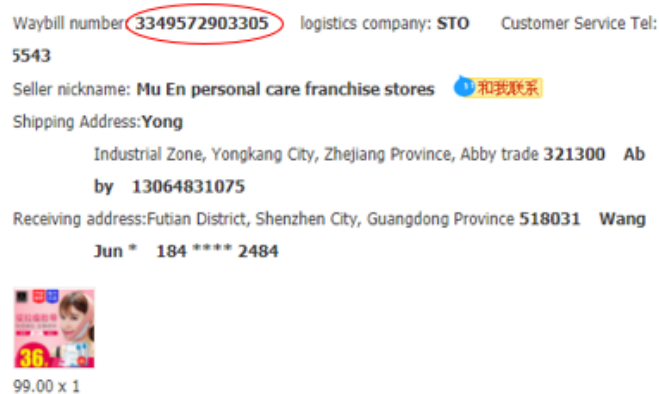 Waybill number 3349572903305 logistics company: STO Customer Service Tel:
5543
Seller nickname: Mu En personal care franchise stores 和我联系
Shipping Address:Yong
Industrial Zone, Yongkang City, Zhejiang Province, Abby trade 321300 Ab
by 13064831075
Receiving address:Futian District, Shenzhen City, Guangdong Province 518031 Wang
Jun * 184 **** 2484
36.
99.00 x 1